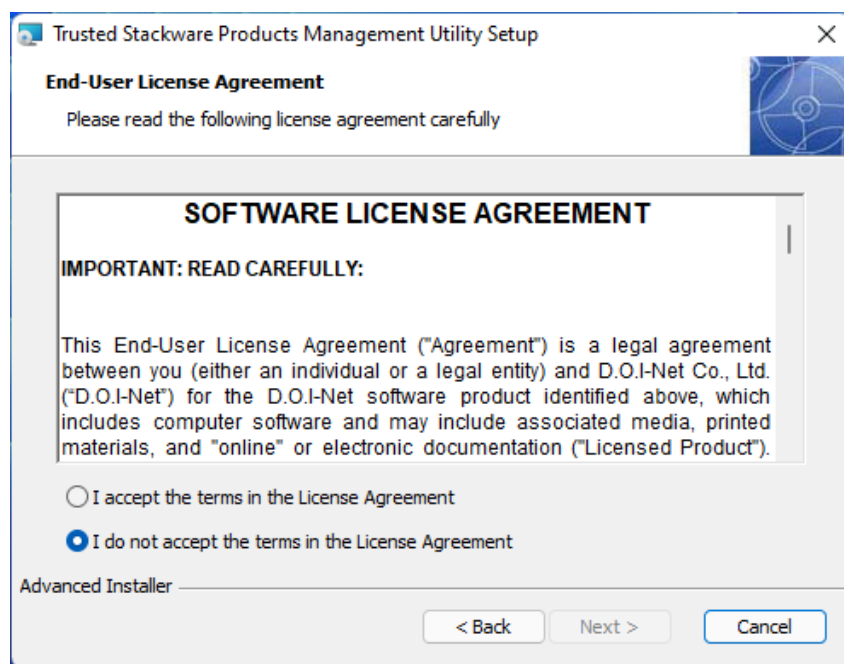 Trusted Stackware Products Management Utility Setup
End-User License Agreement
Please read the following license agreement carefully
SOFTWARE LICENSE AGREEMENT
IMPORTANT: READ CAREFULLY:
This End-User License Agreement ("Agreement") is a legal agreement
between you (either an individual or a legal entity) and D.O.I-Net Co., Ltd.
(“D.O.I-Net”) for the D.O.I-Net software product identified above, which
includes computer software and may include associated media, printed
materials, and "online" or electronic documentation ("Licensed Product").
I accept the terms in the License Agreement
I do not accept the terms in the License Agreement
Advanced Installer
< Back
Next >
Cancel